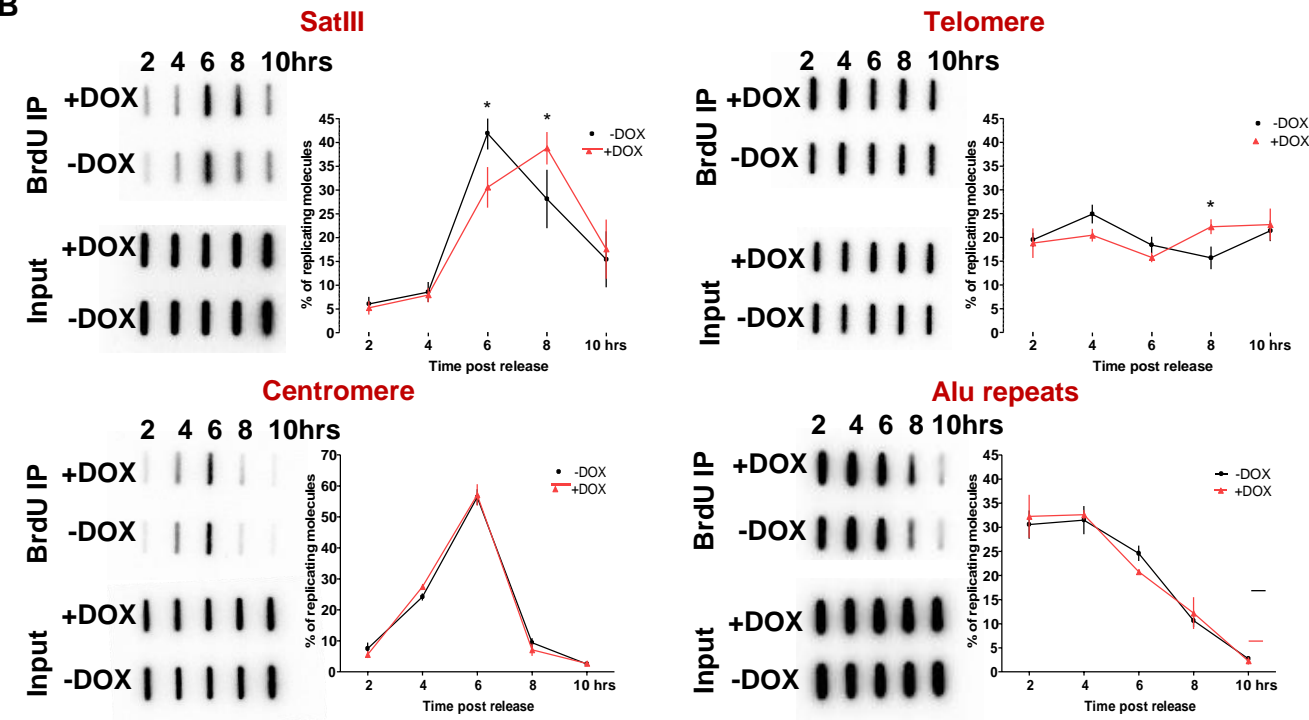 B
SatIII
2 4 6 8 10hrs
BrdU IP
+DOX
-DOX
Input
+DOX
-DOX
% of replicating molecules
45
40
35
30
25
20
15
10
5
0
*
*
-DOX
+DOX
2 4 6 8 10 hrs
Time post release
Telomere
2 4 6 8 10hrs
BrdU IP
+DOX
-DOX
Input
+DOX
-DOX
% of replicating molecules
45
40
35
30
25
20
15
10
5
0
*
-DOX
+DOX
2 4 6 8 10 hrs
Time post release
Centromere
2 4 6 8 10hrs
BrdU IP
+DOX
-DOX
Input
+DOX
-DOX
% of replicating molecules
70
60
50
40
30
20
10
0
-DOX
+DOX
2 4 6 8 10 hrs
Time post release
Alu repeats
2 4 6 8 10hrs
BrdU IP
+DOX
-DOX
Input
+DOX
-DOX
% of replicating molecules
45
40
35
30
25
20
15
10
5
0
-DOX
+DOX
2 4 6 8 10 hrs
Time post release